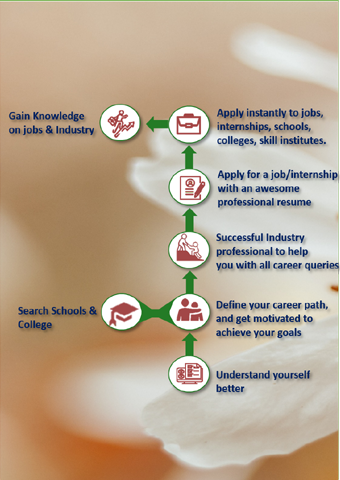 Gain Knowledge
on jobs & Industry
Apply instantly to jobs,
internships, schools,
colleges, skill institutes.
Apply for a job/internship
with an awesome
professional resume
Successful Industry
professional to help
you with all career queries
Search Schools &
College
Define your career path,
and get motivated to
achieve your goals
Understand yourself
better